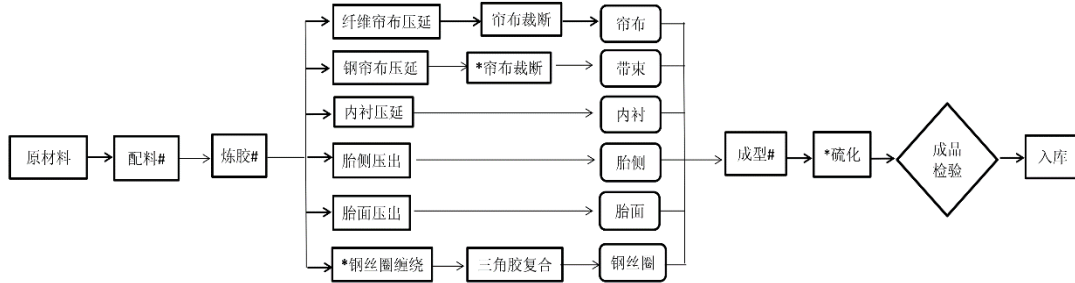 纤维帘布压延
帘布裁断
帘布
钢帘布压延
*帘布裁断
带束
内衬压延
内衬
原材料
配料#
炼胶#
胎侧压出
胎侧
成型#
*硫化
成品
检验
入库
胎面压出
胎面
*钢丝圈缠绕
三角胶复合
钢丝圈